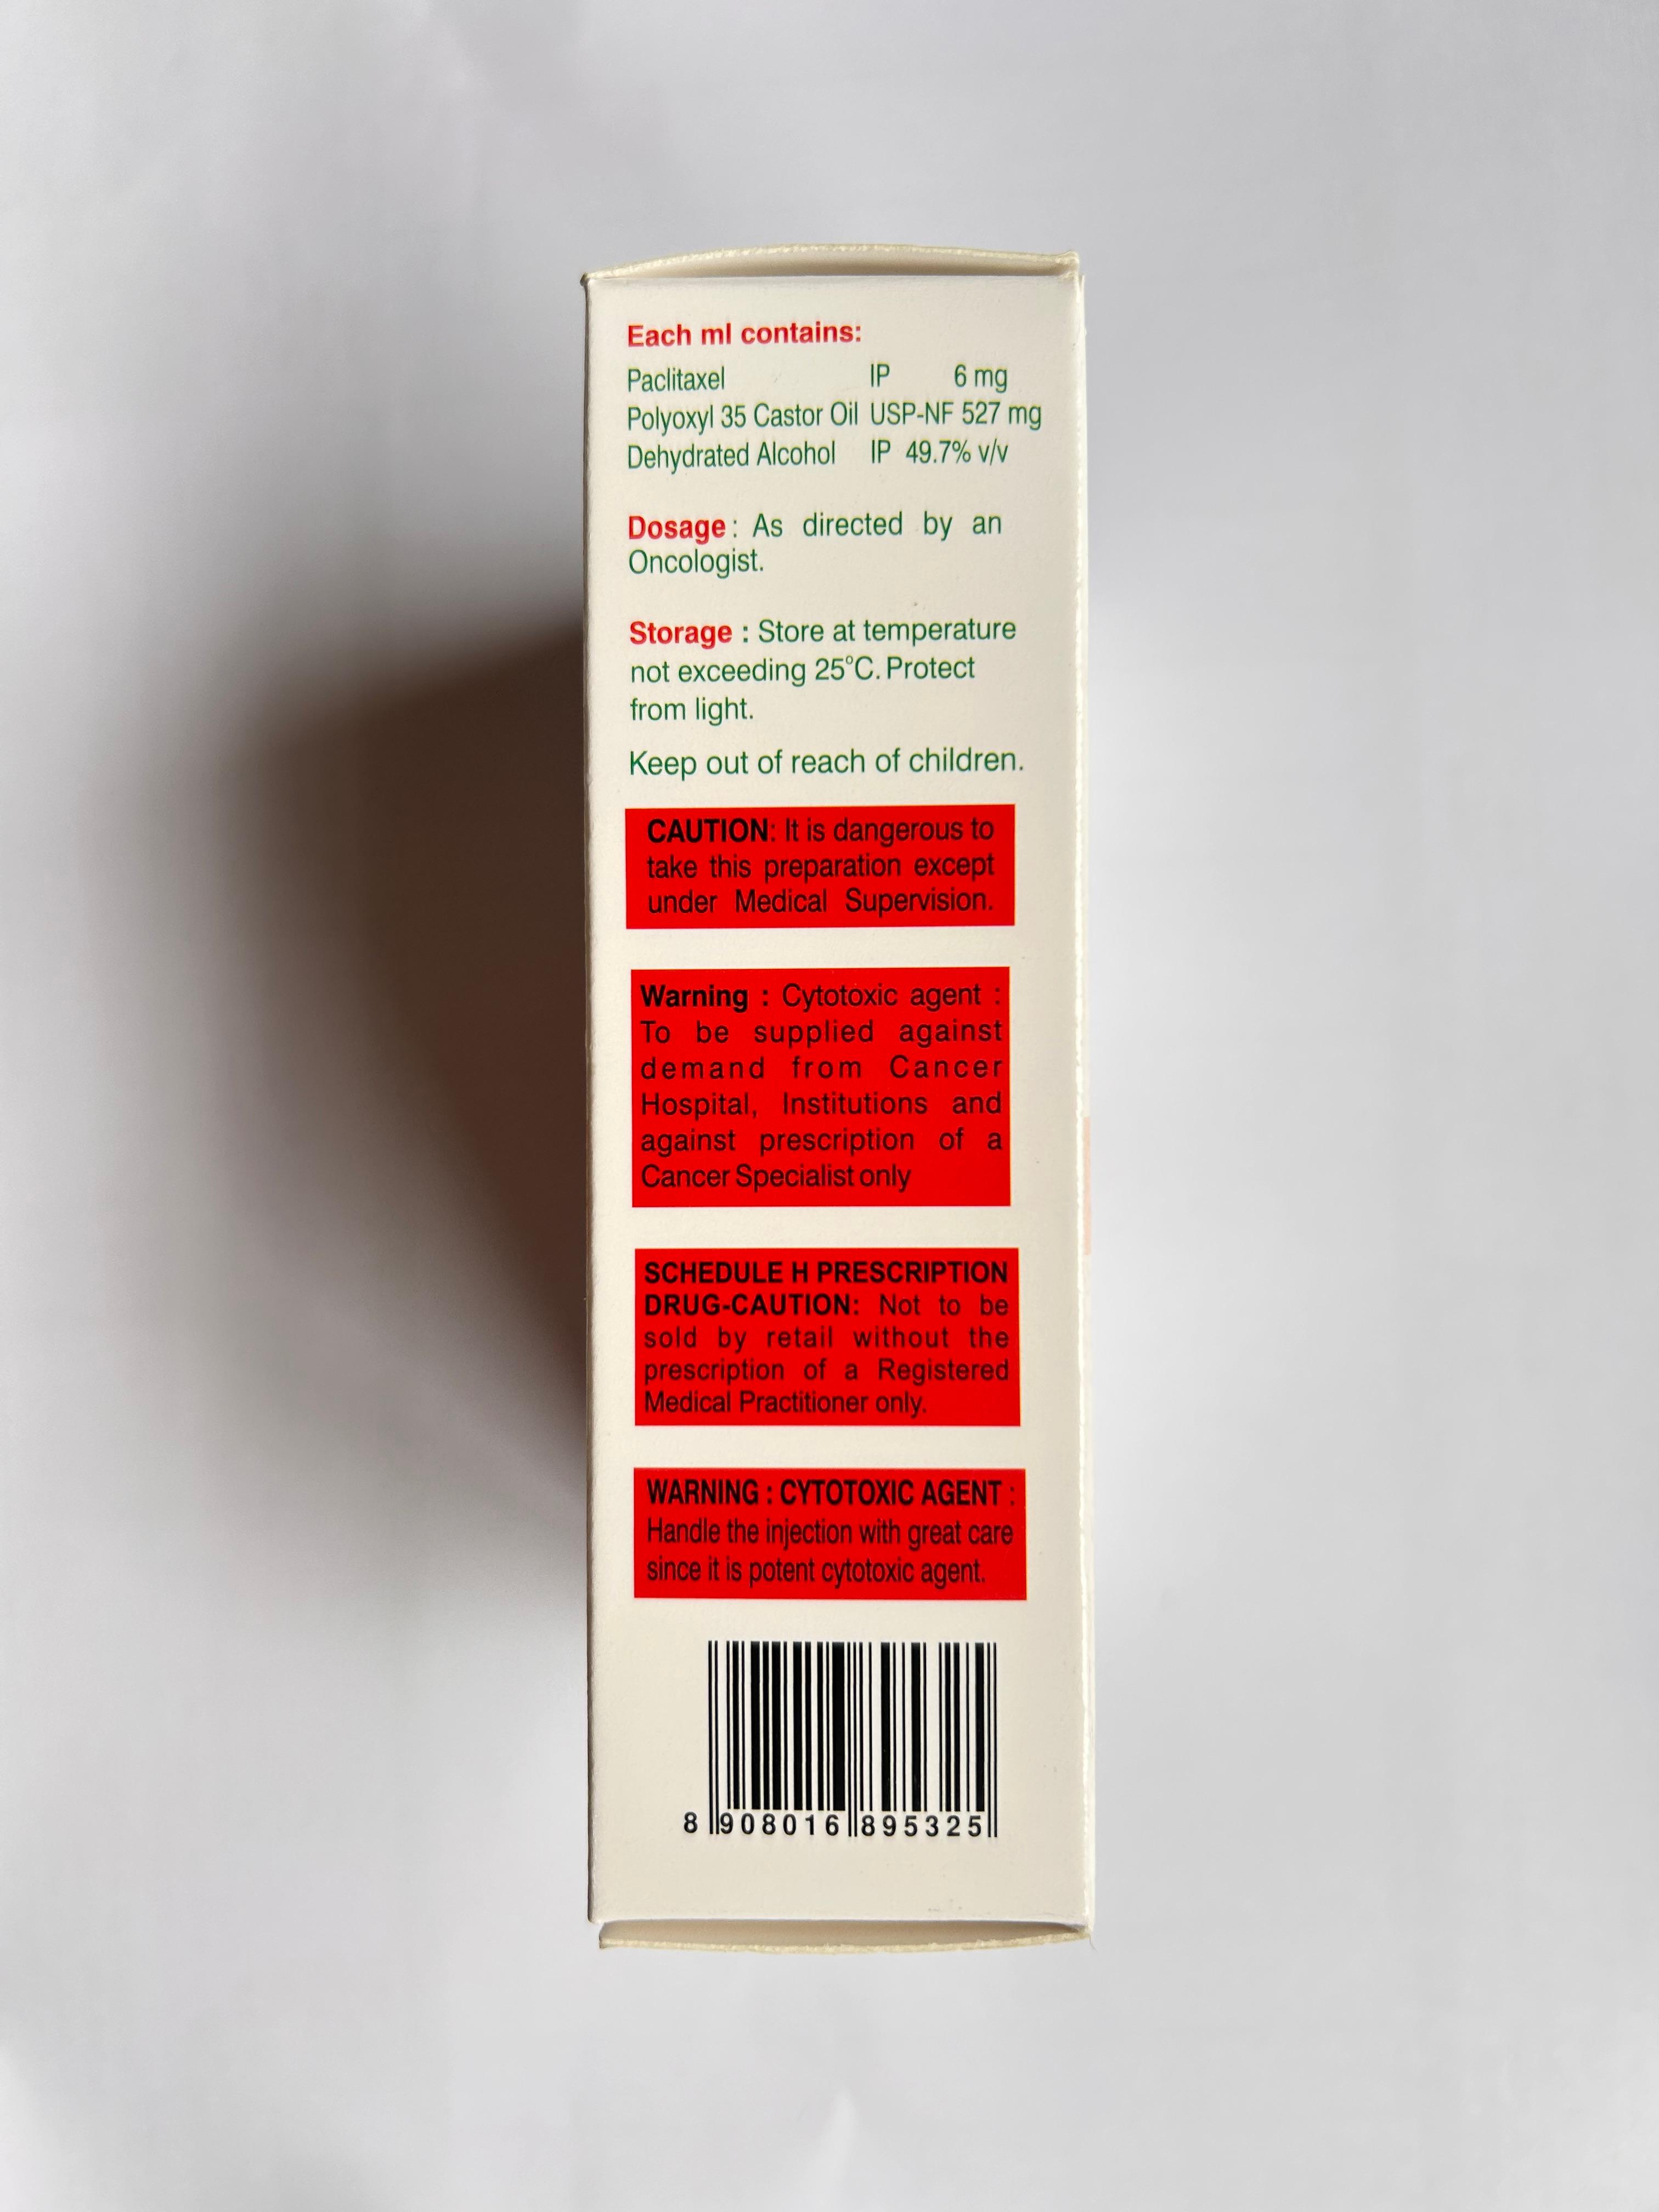 Each ml contains:
Paclitaxel IP 6 mg
Polyoxyl 35 Castor Oil USP-NF 527 mg
Dehydrated Alcohol IP 49.7% v/v
Dosage : As directed by an
Oncologist.
Storage : Store at temperature
not exceeding 25°C. Protect
from light.
Keep out of reach of children.
CAUTION: It is dangerous to
take this preparation except
under Medical Supervision.
Warning : Cytotoxic agent :
To be supplied against
demand from Cancer
Hospital, Institutions and
against prescription of a
Cancer Specialist only
SCHEDULE H PRESCRIPTION
DRUG-CAUTION: Not to be
sold by retail without the
prescription of a Registered
Medical Practitioner only.
WARNING : CYTOTOXIC AGENT :
Handle the injection with great care
since it is potent cytotoxic agent.
8 908016 895325